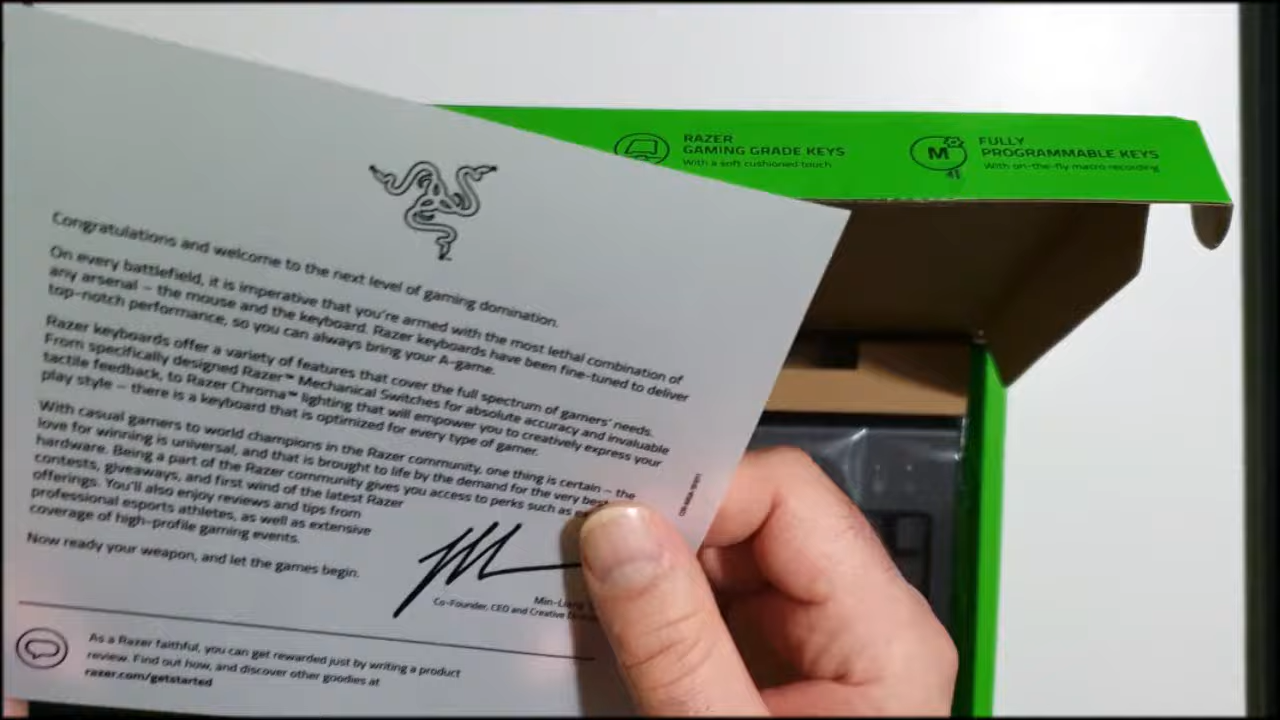 RAZER
GAMING GRADE KEYS
With a soft cushioned touch
M
FULLY
PROGRAMMABLE KEYS
With on-the-fly macro recording
Congratulations and welcome to the next level of gaming domination.
On every battlefield, it is imperative that you're armed with the most lethal combination of
any arsenal – the mouse and the keyboard. Razer keyboards have been fine-tuned to deliver
top-notch performance, so you can always bring your A-game.
Razer keyboards offer a variety of features that cover the full spectrum of gamers' needs.
From specifically designed Razer™ Mechanical Switches for absolute accuracy and invaluable
tactile feedback, to Razer Chroma™ lighting that will empower you to creatively express your
play style – there is a keyboard that is optimized for every type of gamer.
With casual gamers to world champions in the Razer community, one thing is certain – the
love for winning is universal, and that is brought to life by the demand for the very best
hardware. Being a part of the Razer community gives you access to perks such as
contests, giveaways, and first wind of the latest Razer
offerings. You'll also enjoy reviews and tips from
professional esports athletes, as well as extensive
coverage of high-profile gaming events.
Now ready your weapon, and let the games begin.
Co-Founder, CEO and Creative
As a Razer faithful, you can get rewarded just by writing a product
review. Find out how, and discover other goodies at
razer.com/getstarted